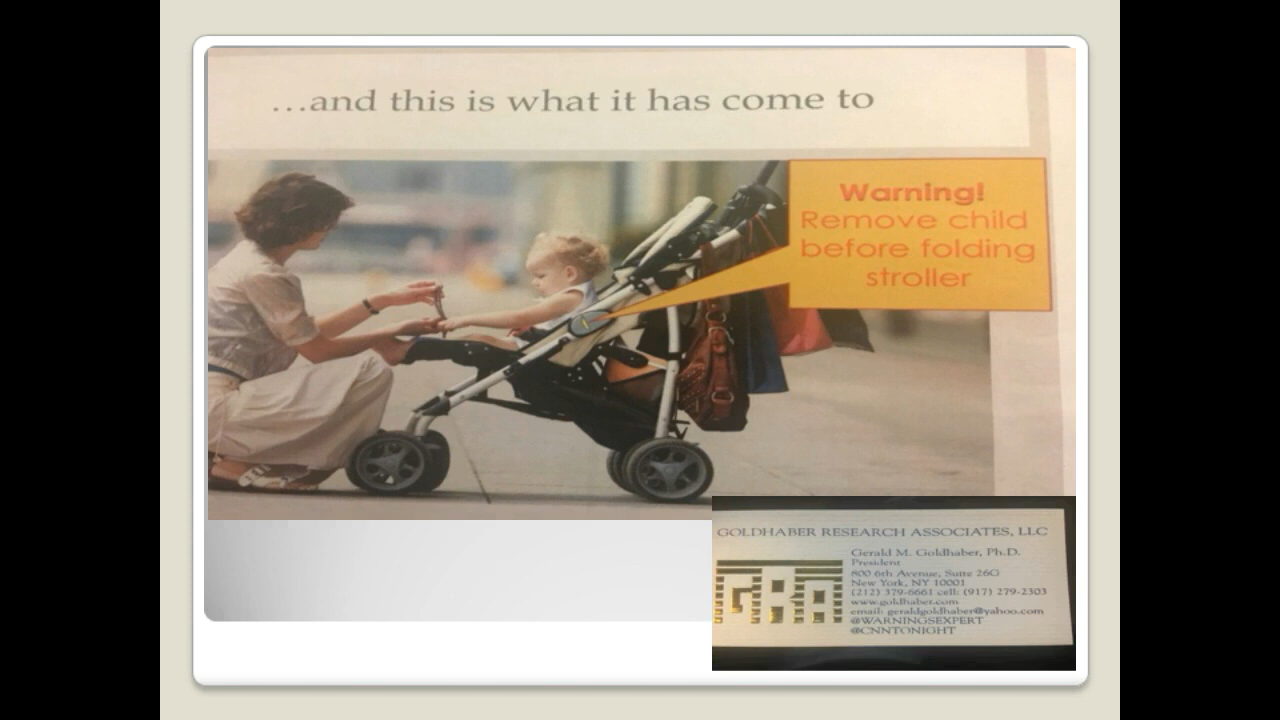 ...and this is what it has come to
Warning!
Remove child
before folding
stroller
GOLDHABER RESEARCH ASSOCIATES, LLC
GRA
Gerald M. Goldhaber, Ph.D.
President
800 6th Avenue, Suite 26G
New York, NY 10001
(212) 379-6661 cell: (917) 279-2303
www.goldhaber.com
email: geraldgoldhaber@yahoo.com
@WARNINGSEXPERT
@CNNTONIGHT